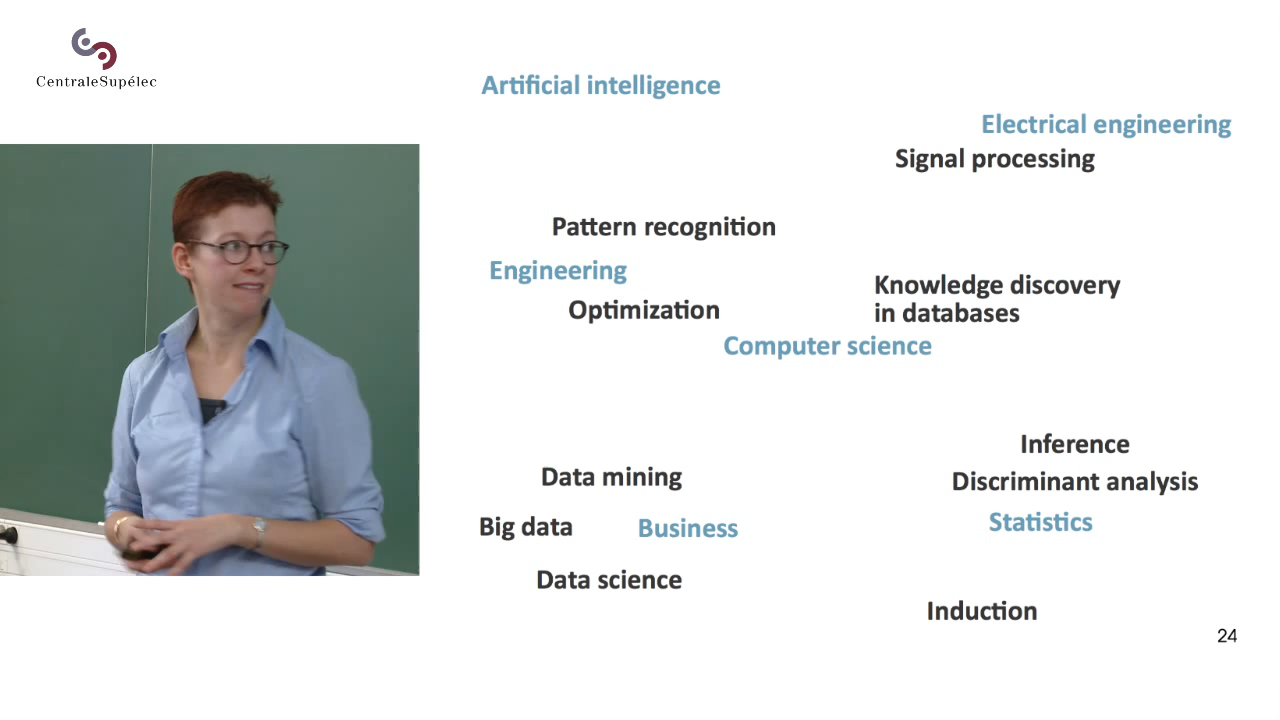 CentraleSupélec
Artificial intelligence
Electrical engineering
Signal processing
Pattern recognition
Engineering
Knowledge discovery
in databases
Optimization
Computer science
Inference
Data mining
Discriminant analysis
Big data
Business
Statistics
Data science
Induction
24